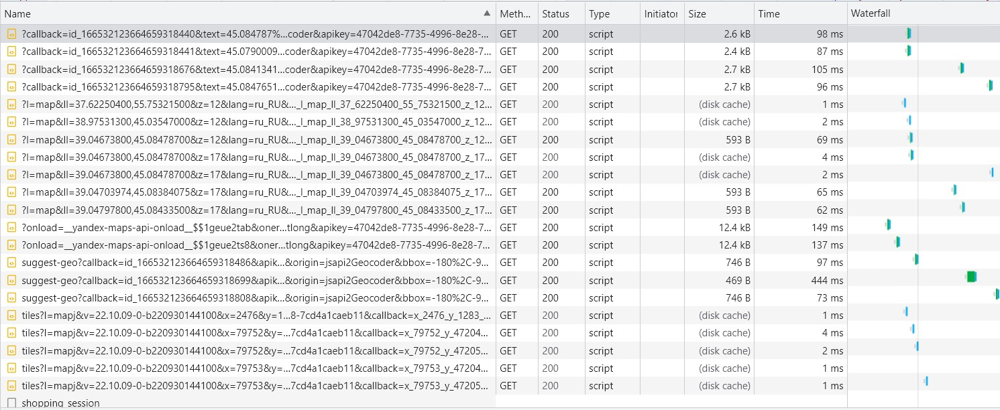 Name Meth... Status Type Initiator Size Time Waterfall
?callback=id_166532123664659318440&text=45.084787%...coder&apikey=47042de8-7735-4996-8e28-... GET 200 script 2.6 kB 98 ms
?callback=id_166532123664659318441&text=45.0790009...coder&apikey=47042de8-7735-4996-8e28-7... GET 200 script 2.4 kB 87 ms
?callback=id_166532123664659318676&text=45.0841341...coder&apikey=47042de8-7735-4996-8e28-7... GET 200 script 2.7 kB 105 ms
?callback=id_166532123664659318795&text=45.0847651...coder&apikey=47042de8-7735-4996-8e28-7... GET 200 script 2.7 kB 96 ms
?l=map&ll=37.62250400,55.75321500&z=12&lang=ru_RU&..._l_map_ll_37_62250400_55_75321500_z_12... GET 200 script (disk cache) 1 ms
?l=map&ll=38.97531300,45.03547000&z=12&lang=ru_RU&..._l_map_ll_38_97531300_45_03547000_z_12... GET 200 script (disk cache) 2 ms
?l=map&ll=39.04673800,45.08478700&z=12&lang=ru_RU&..._l_map_ll_39_04673800_45_08478700_z_12... GET 200 script 593 B 69 ms
?l=map&ll=39.04673800,45.08478700&z=17&lang=ru_RU&..._l_map_ll_39_04673800_45_08478700_z_17... GET 200 script (disk cache) 4 ms
?l=map&ll=39.04673800,45.08478700&z=17&lang=ru_RU&..._l_map_ll_39_04673800_45_08478700_z_17... GET 200 script (disk cache) 2 ms
?l=map&ll=39.04703974,45.08384075&z=17&lang=ru_RU&..._l_map_ll_39_04703974_45_08384075_z_17... GET 200 script 593 B 65 ms
?l=map&ll=39.04797800,45.08433500&z=17&lang=ru_RU&..._l_map_ll_39_04797800_45_08433500_z_17... GET 200 script 593 B 62 ms
?onload=__yandex-maps-api-onload__$$1geue2tab&oner...tlong&apikey=47042de8-7735-4996-8e28-7... GET 200 script 12.4 kB 149 ms
?onload=__yandex-maps-api-onload__$$1geue2ts8&oner...tlong&apikey=47042de8-7735-4996-8e28-7... GET 200 script 12.4 kB 137 ms
suggest-geo?callback=id_166532123664659318486&apik...&origin=jsapi2Geocoder&bbox=-180%2C-9... GET 200 script 746 B 97 ms
suggest-geo?callback=id_166532123664659318699&apik...&origin=jsapi2Geocoder&bbox=-180%2C-9... GET 200 script 469 B 444 ms
suggest-geo?callback=id_166532123664659318808&apik...&origin=jsapi2Geocoder&bbox=-180%2C-9... GET 200 script 746 B 73 ms
tiles?l=mapj&v=22.10.09-0-b220930144100&x=2476&y=1...8-7cd4a1caeb11&callback=x_2476_y_1283_... GET 200 script (disk cache) 1 ms
tiles?l=mapj&v=22.10.09-0-b220930144100&x=79752&y=...7cd4a1caeb11&callback=x_79752_y_47204... GET 200 script (disk cache) 4 ms
tiles?l=mapj&v=22.10.09-0-b220930144100&x=79752&y=...7cd4a1caeb11&callback=x_79752_y_47205... GET 200 script (disk cache) 2 ms
tiles?l=mapj&v=22.10.09-0-b220930144100&x=79753&y=...7cd4a1caeb11&callback=x_79753_y_47204... GET 200 script (disk cache) 1 ms
tiles?l=mapj&v=22.10.09-0-b220930144100&x=79753&y=...7cd4a1caeb11&callback=x_79753_y_47205... GET 200 script (disk cache) 1 ms
shopping_session